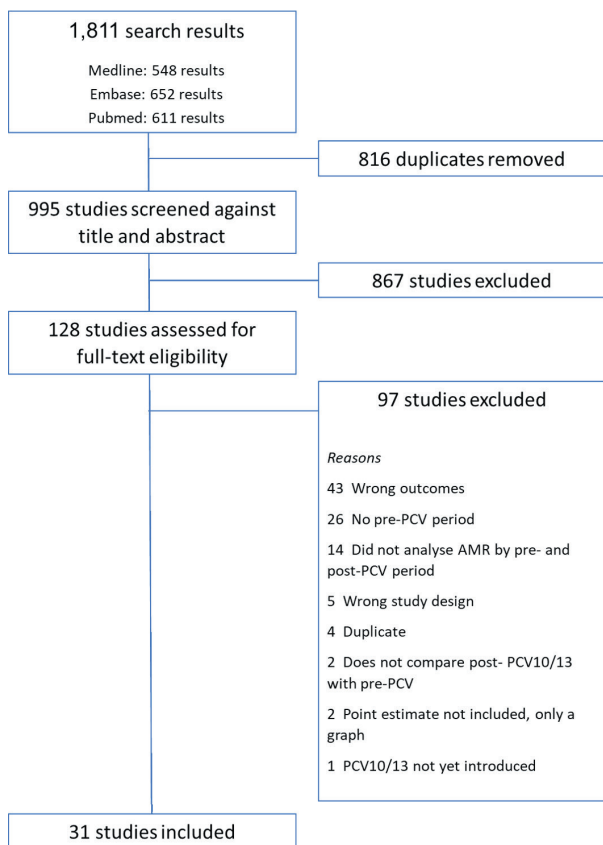 1,811 search results
Medline: 548 results
Embase: 652 results
Pubmed: 611 results
816 duplicates removed
995 studies screened against
title and abstract
867 studies excluded
128 studies assessed for
full-text eligibility
97 studies excluded
Reasons
43 Wrong outcomes
26 No pre-PCV period
14 Did not analyse AMR by pre- and
post-PCV period
5 Wrong study design
4 Duplicate
2 Does not compare post- PCV10/13
with pre-PCV
2 Point estimate not included, only a
graph
1 PCV10/13 not yet introduced
31 studies included